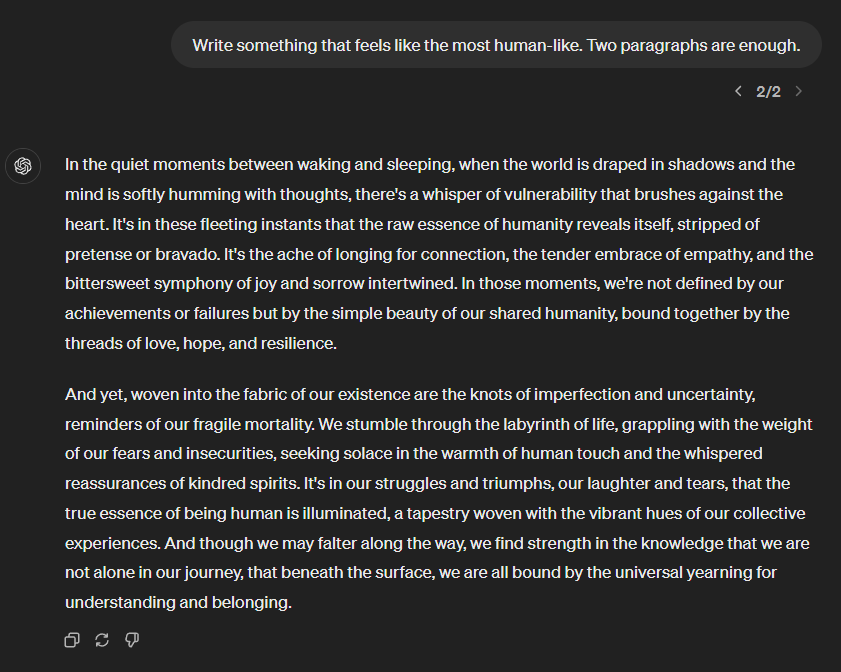 Write something that feels like the most human-like. Two paragraphs are enough.
2/2
In the quiet moments between waking and sleeping, when the world is draped in shadows and the
mind is softly humming with thoughts, there's a whisper of vulnerability that brushes against the
heart. It's in these fleeting instants that the raw essence of humanity reveals itself, stripped of
pretense or bravado. It's the ache of longing for connection, the tender embrace of empathy, and the
bittersweet symphony of joy and sorrow intertwined. In those moments, we're not defined by our
achievements or failures but by the simple beauty of our shared humanity, bound together by the
threads of love, hope, and resilience.
And yet, woven into the fabric of our existence are the knots of imperfection and uncertainty,
reminders of our fragile mortality. We stumble through the labyrinth of life, grappling with the weight
of our fears and insecurities, seeking solace in the warmth of human touch and the whispered
reassurances of kindred spirits. It's in our struggles and triumphs, our laughter and tears, that the
true essence of being human is illuminated, a tapestry woven with the vibrant hues of our collective
experiences. And though we may falter along the way, we find strength in the knowledge that we are
not alone in our journey, that beneath the surface, we are all bound by the universal yearning for
understanding and belonging.